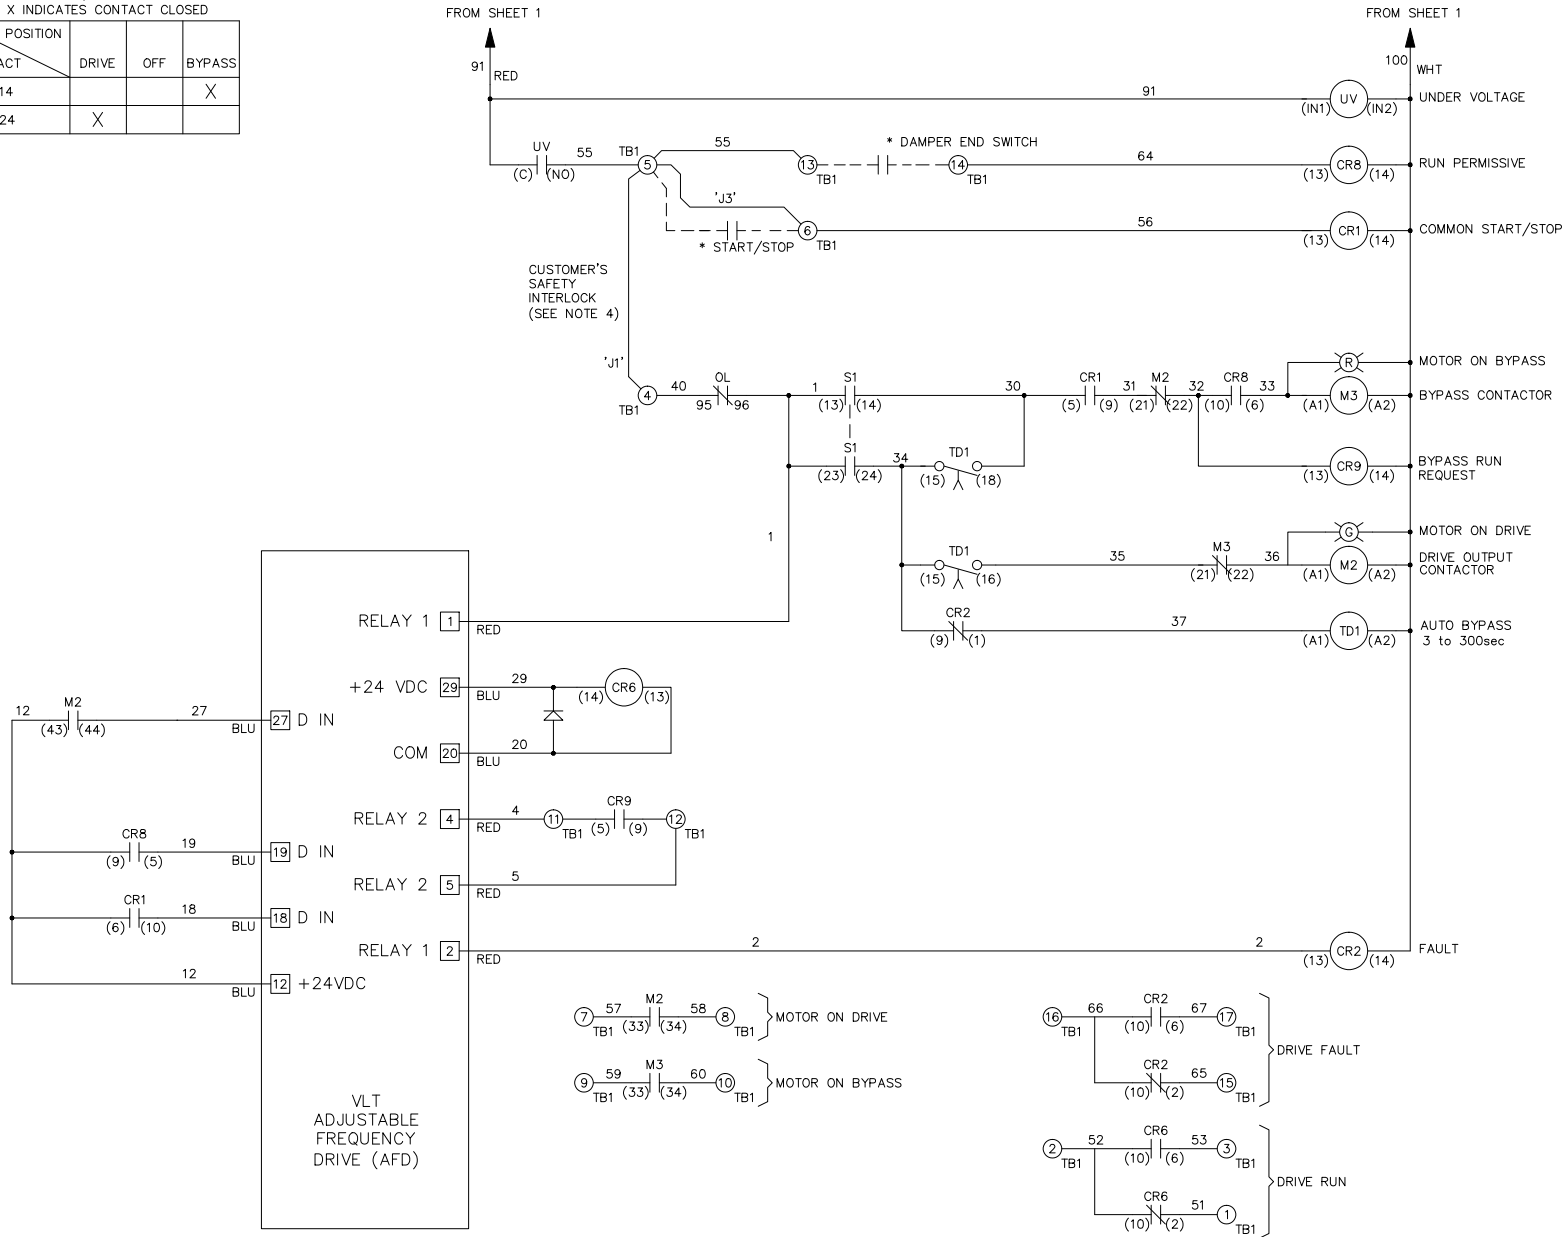 X INDICATES CONTACT CLOSED
POSITION
ACT
DRIVE
OFF
BYPASS
14
X
24
X
FROM SHEET 1
FROM SHEET 1
91
RED
100
WHT
91
(IN1)
UV
(IN2)
UNDER VOLTAGE
UV
(C)
(NO)
55
TB1
5
55
13
TB1
* DAMPER END SWITCH
14
TB1
64
(13)
CR8
(14)
RUN PERMISSIVE
'J3'
* START/STOP
6
TB1
56
(13)
CR1
(14)
COMMON START/STOP
CUSTOMER'S
SAFETY
INTERLOCK
(SEE NOTE 4)
'J1'
4
TB1
40
OL
95
96
1
S1
(13)
(14)
30
CR1
(5)
(9)
31
M2
(21)
(22)
32
CR8
(10)
(6)
33
R
MOTOR ON BYPASS
(A1)
M3
(A2)
BYPASS CONTACTOR
S1
(23)
(24)
34
TD1
(15)
(18)
(13)
CR9
(14)
BYPASS RUN
REQUEST
1
G
MOTOR ON DRIVE
TD1
(15)
(16)
35
M3
(21)
(22)
36
(A1)
M2
(A2)
DRIVE OUTPUT
CONTACTOR
CR2
(9)
(1)
37
(A1)
TD1
(A2)
AUTO BYPASS
3 to 300sec
RELAY 1
1
RED
+24 VDC
29
BLU
29
(14)
CR6
(13)
12
M2
(43)
(44)
27
BLU
27
D IN
COM
20
BLU
20
RELAY 2
4
RED
4
11
TB1
CR9
(5)
(9)
12
TB1
CR8
(9)
(5)
19
BLU
19
D IN
RELAY 2
5
RED
5
CR1
(6)
(10)
18
BLU
18
D IN
RELAY 1
2
RED
2
2
(13)
CR2
(14)
FAULT
12
BLU
12
+24VDC
7
TB1
57
M2
(33)
(34)
58
8
TB1
MOTOR ON DRIVE
9
TB1
59
M3
(33)
(34)
60
10
TB1
MOTOR ON BYPASS
16
TB1
66
CR2
(10)
(6)
67
17
TB1
CR2
(10)
(2)
65
15
TB1
DRIVE FAULT
2
TB1
52
CR6
(10)
(6)
53
3
TB1
CR6
(10)
(2)
51
1
TB1
DRIVE RUN
VLT
ADJUSTABLE
FREQUENCY
DRIVE (AFD)